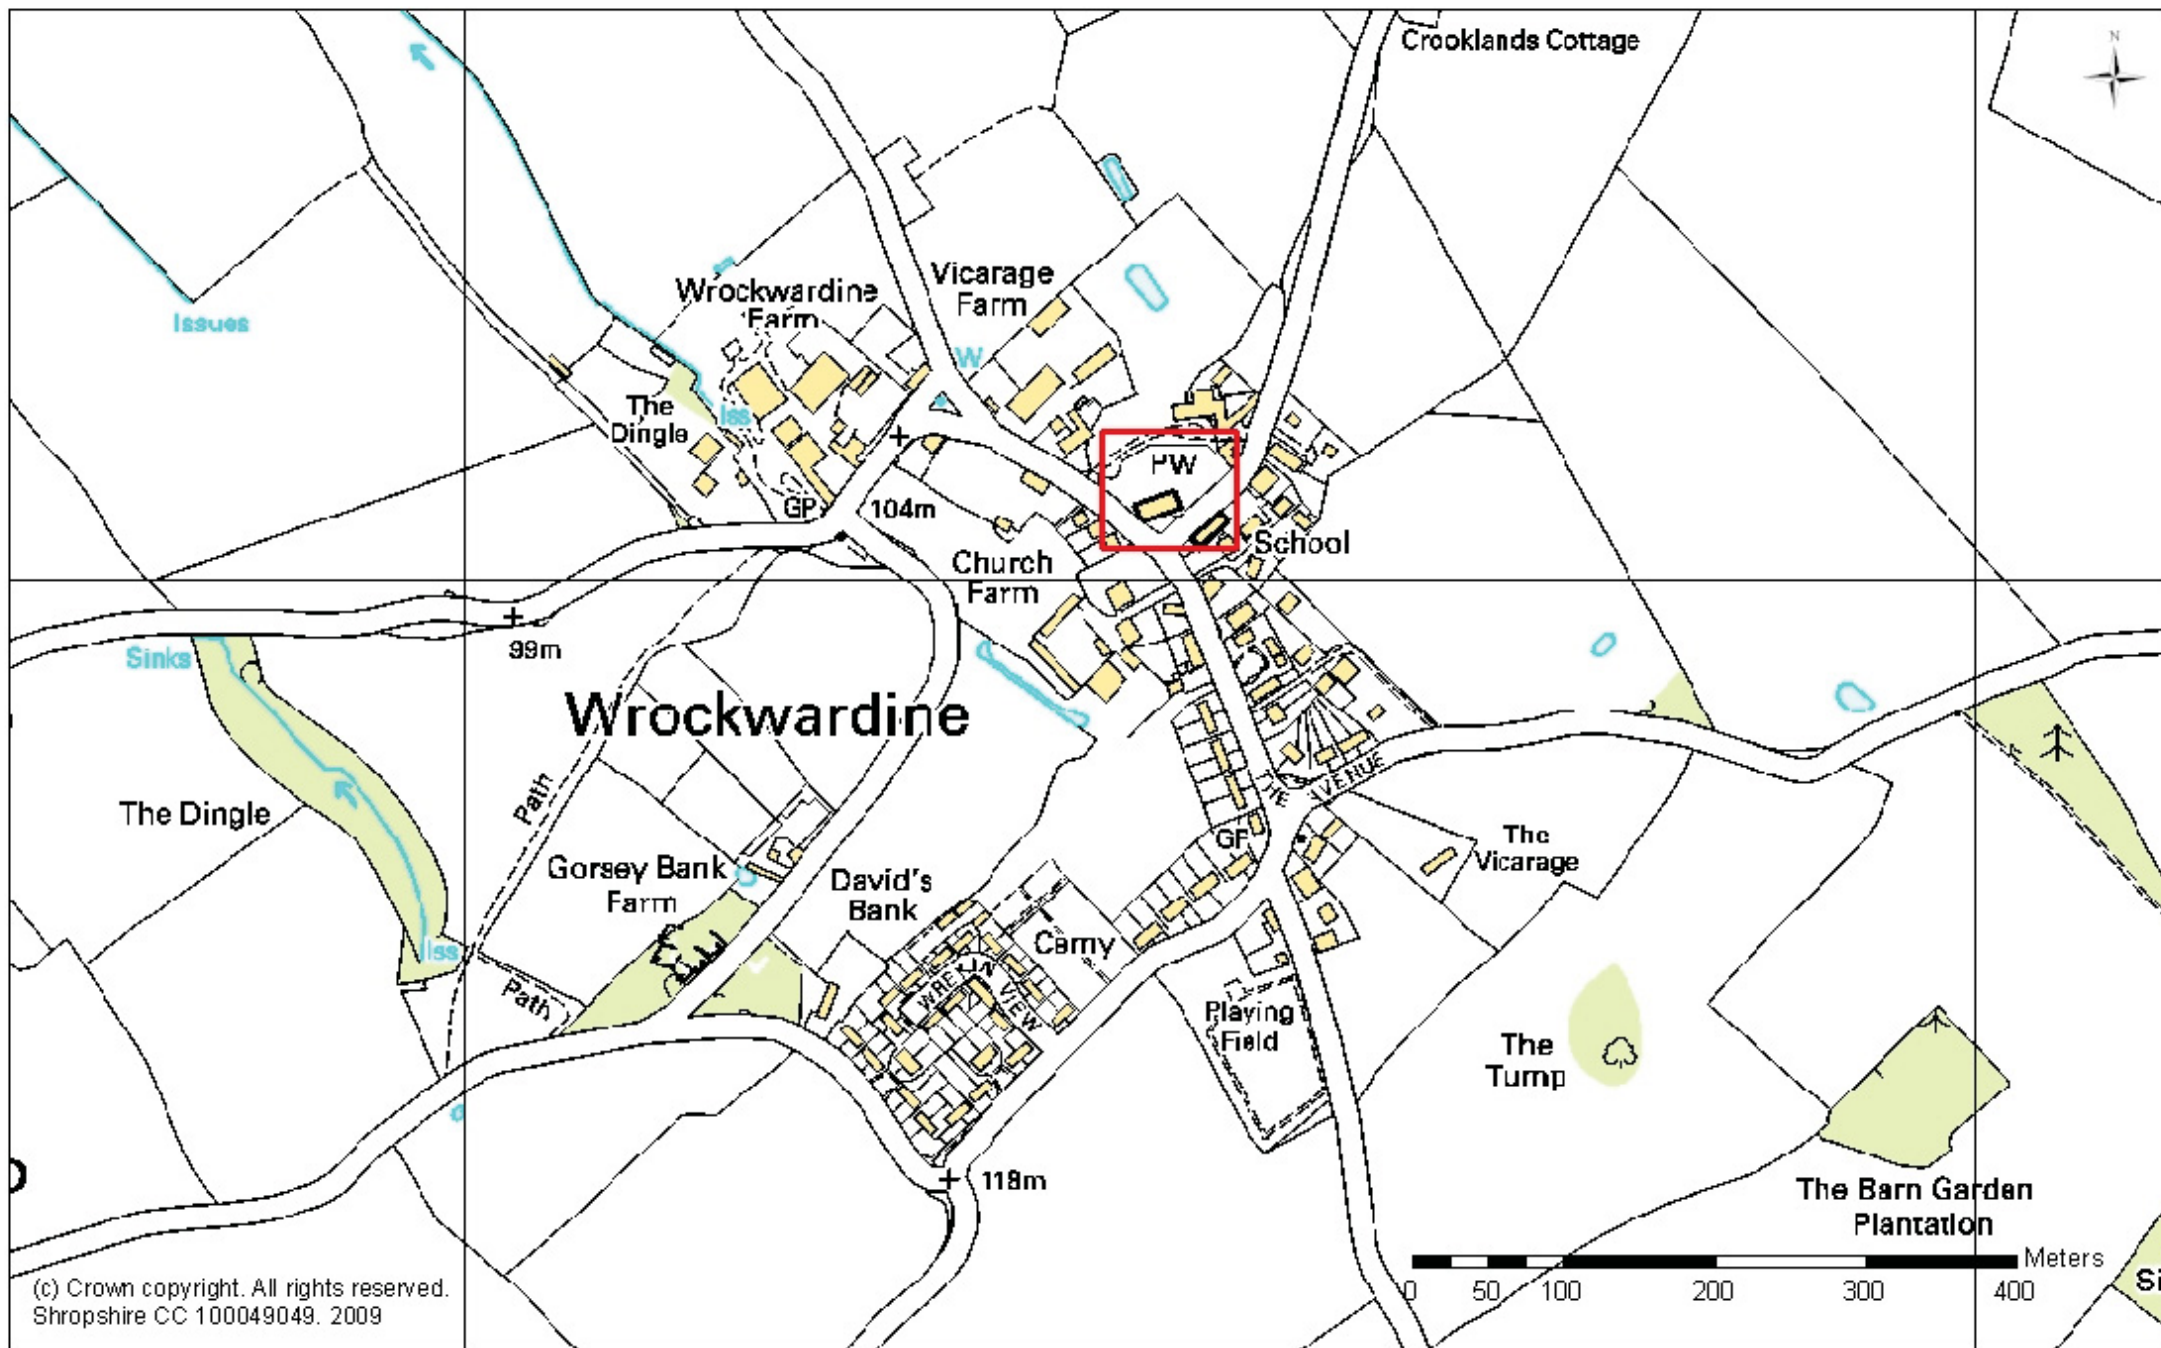 N
Crooklands Cottage
Issues
Wrockwardine
Farm
Vicarage
Farm
W
The
Dingle
Iss
PW
GP
104m
School
Church
Farm
99m
Sinks
Wrockwardine
Path
The Dingle
THE AVENUE
GP
The
Vicarage
Gorsey Bank
Farm
David's
Bank
Cemy
Iss
Path
WREKIN VIEW
Playing
Field
The
Tump
118m
The Barn Garden
Plantation
Meters
0 50 100 200 300 400
Si
(c) Crown copyright. All rights reserved.
Shropshire CC 100049049. 2009